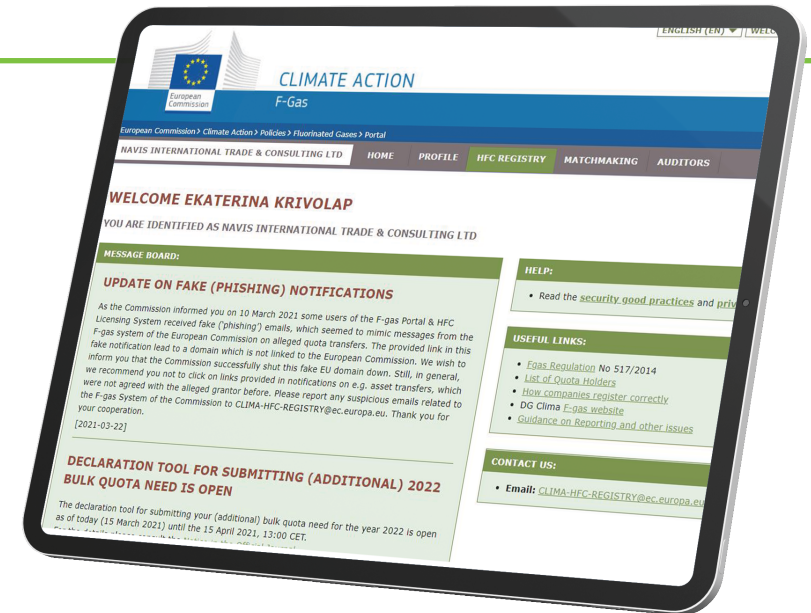 ENGLISH (EN)
European
Commission
CLIMATE ACTION
F-Gas
European Commission > Climate Action > Policies > Fluorinated Gases > Portal
NAVIS INTERNATIONAL TRADE & CONSULTING LTD HOME PROFILE HFC REGISTRY MATCHMAKING AUDITORS
WELCOME EKATERINA KRIVOLAP
YOU ARE IDENTIFIED AS NAVIS INTERNATIONAL TRADE & CONSULTING LTD
MESSAGE BOARD:
UPDATE ON FAKE (PHISHING) NOTIFICATIONS
As the Commission informed you on 10 March 2021 some users of the F-gas Portal & HFC
Licensing System received fake ('phishing') emails, which seemed to mimic messages from the
F-gas system of the European Commission on alleged quota transfers. The provided link in this
fake notification lead to a domain which is not linked to the European Commission. We wish to
inform you that the Commission successfully shut this fake EU domain down. Still, in general,
we recommend you not to click on links provided in notifications on e.g. asset transfers, which
were not agreed with the alleged grantor before. Please report any suspicious emails related to
the F-gas System of the Commission to CLIMA-HFC-REGISTRY@ec.europa.eu. Thank you for
your cooperation.
[2021-03-22]
DECLARATION TOOL FOR SUBMITTING (ADDITIONAL) 2022
BULK QUOTA NEED IS OPEN
The declaration tool for submitting your (additional) bulk quota need for the year 2022 is open
as of today (15 March 2021) until the 15 April 2021, 13:00 CET.
HELP:
• Read the security good practices and priv
USEFUL LINKS:
• Fgas Regulation No 517/2014
• List of Quota Holders
• How companies register correctly
• DG Clima F-gas website
• Guidance on Reporting and other issues
CONTACT US:
• Email: CLIMA-HFC-REGISTRY@ec.europa.eu